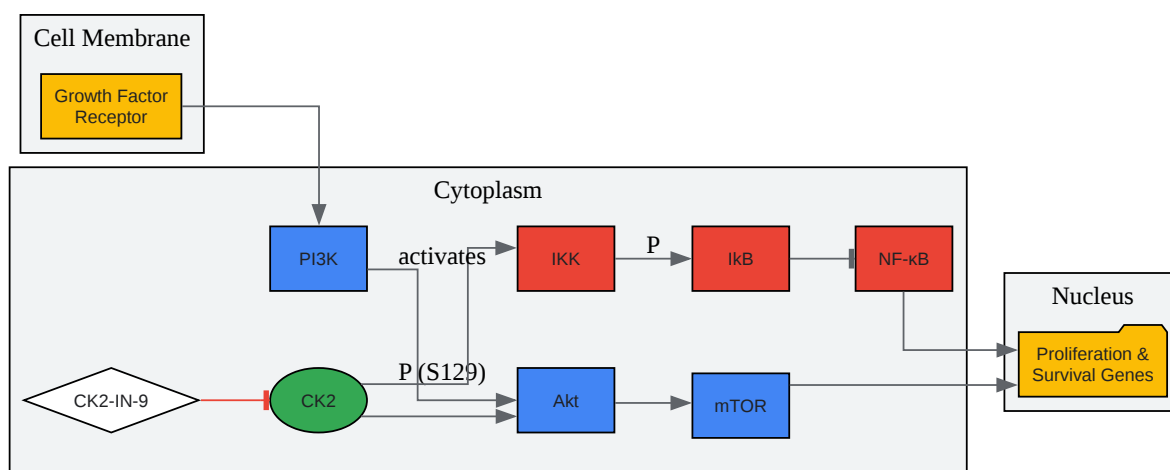 Cell Membrane
Growth Factor
Receptor
Cytoplasm
PI3K
activates
IKK
P
IkB
NF-κB
Nucleus
Proliferation &
Survival Genes
CK2-IN-9
CK2
P (S129)
Akt
mTOR